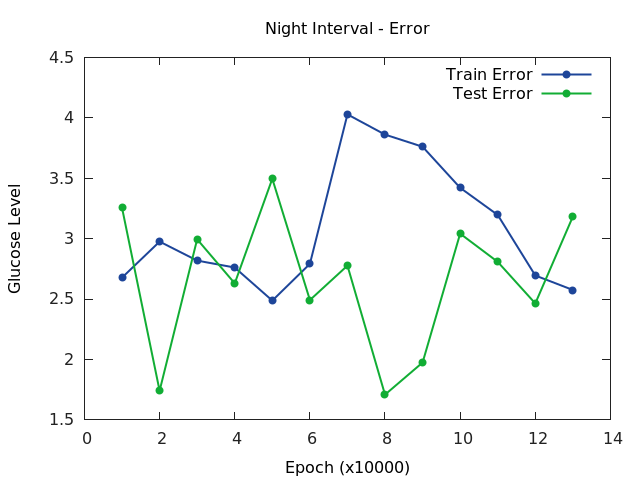 Night Interval - Error
Train Error
Test Error
4.5
4
3.5
3
2.5
2
1.5
Glucose Level
0 2 4 6 8 10 12 14
Epoch (x10000)